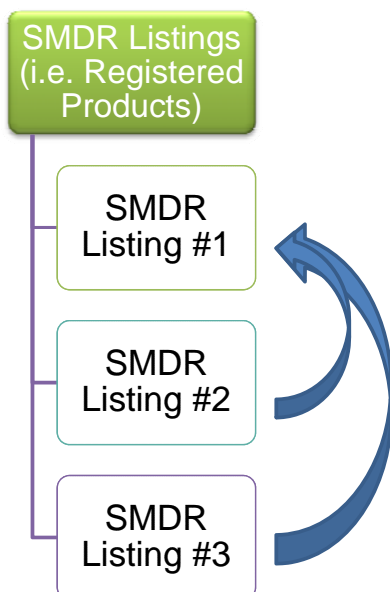 SMDR Listings
(i.e. Registered
Products)
SMDR
Listing #1
SMDR
Listing #2
SMDR
Listing #3